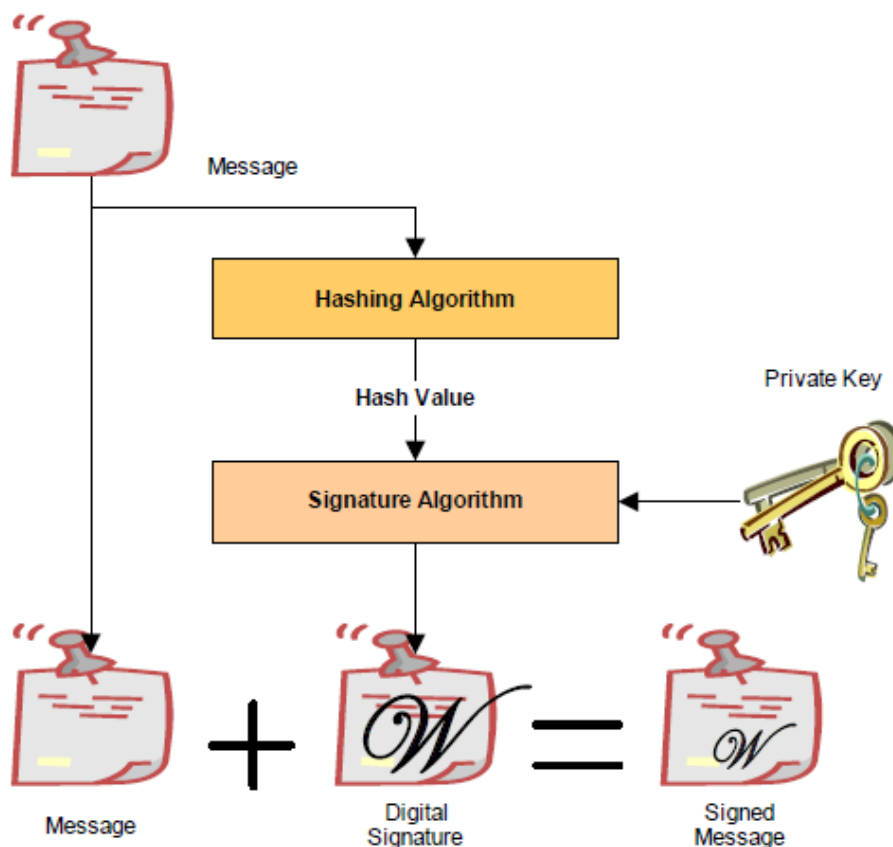 Message
Hashing Algorithm
Hash Value
Private Key
Signature Algorithm
W
W
Message
Digital
Signature
Signed
Message